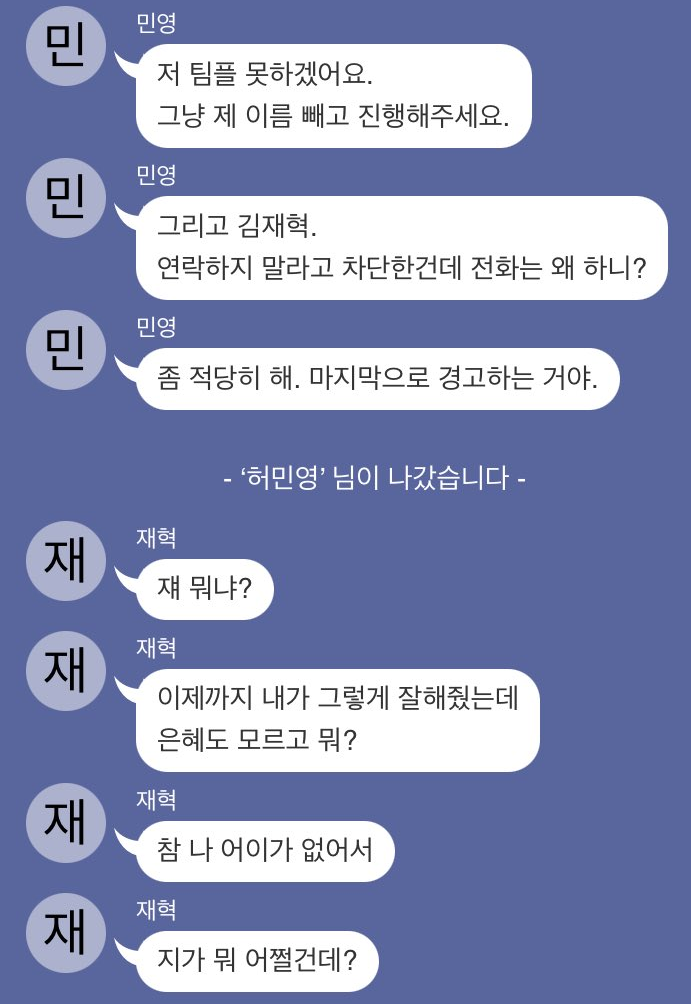 민
민영
저 팀플 못하겠어요.
그냥 제 이름 빼고 진행해주세요.
민
민영
그리고 김재혁.
연락하지 말라고 차단한건데 전화는 왜 하니?
민
민영
좀 적당히 해. 마지막으로 경고하는 거야.
- ‘허민영’ 님이 나갔습니다 -
재
재혁
쟤 뭐냐?
재
재혁
이제까지 내가 그렇게 잘해줬는데
은혜도 모르고 뭐?
재
재혁
참 나 어이가 없어서
재
재혁
지가 뭐 어쩔건데?